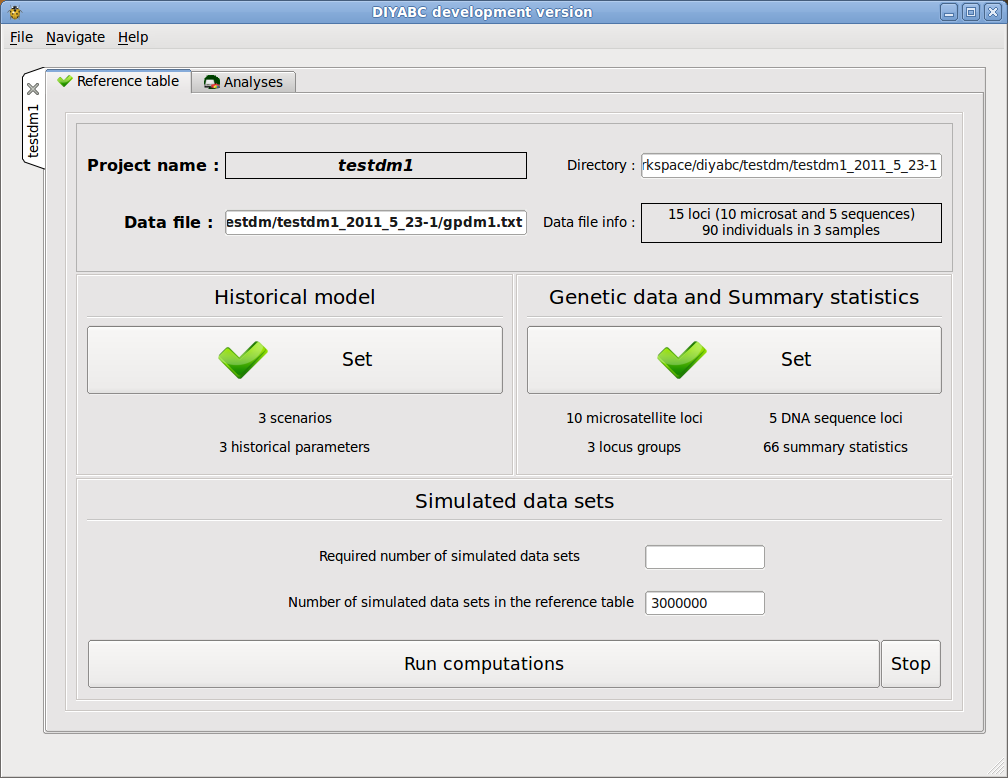 DIYABC development version
File Navigate Help
testdm1
Reference table
Analyses
Project name : testdm1
Directory : rkspace/diyabc/testdm/testdm1_2011_5_23-1
Data file : estdm/testdm1_2011_5_23-1/gpdm1.txt
Data file info : 15 loci (10 microsat and 5 sequences)
90 individuals in 3 samples
Historical model
Set
3 scenarios
3 historical parameters
Genetic data and Summary statistics
Set
10 microsatellite loci 5 DNA sequence loci
3 locus groups 66 summary statistics
Simulated data sets
Required number of simulated data sets
Number of simulated data sets in the reference table 3000000
Run computations Stop